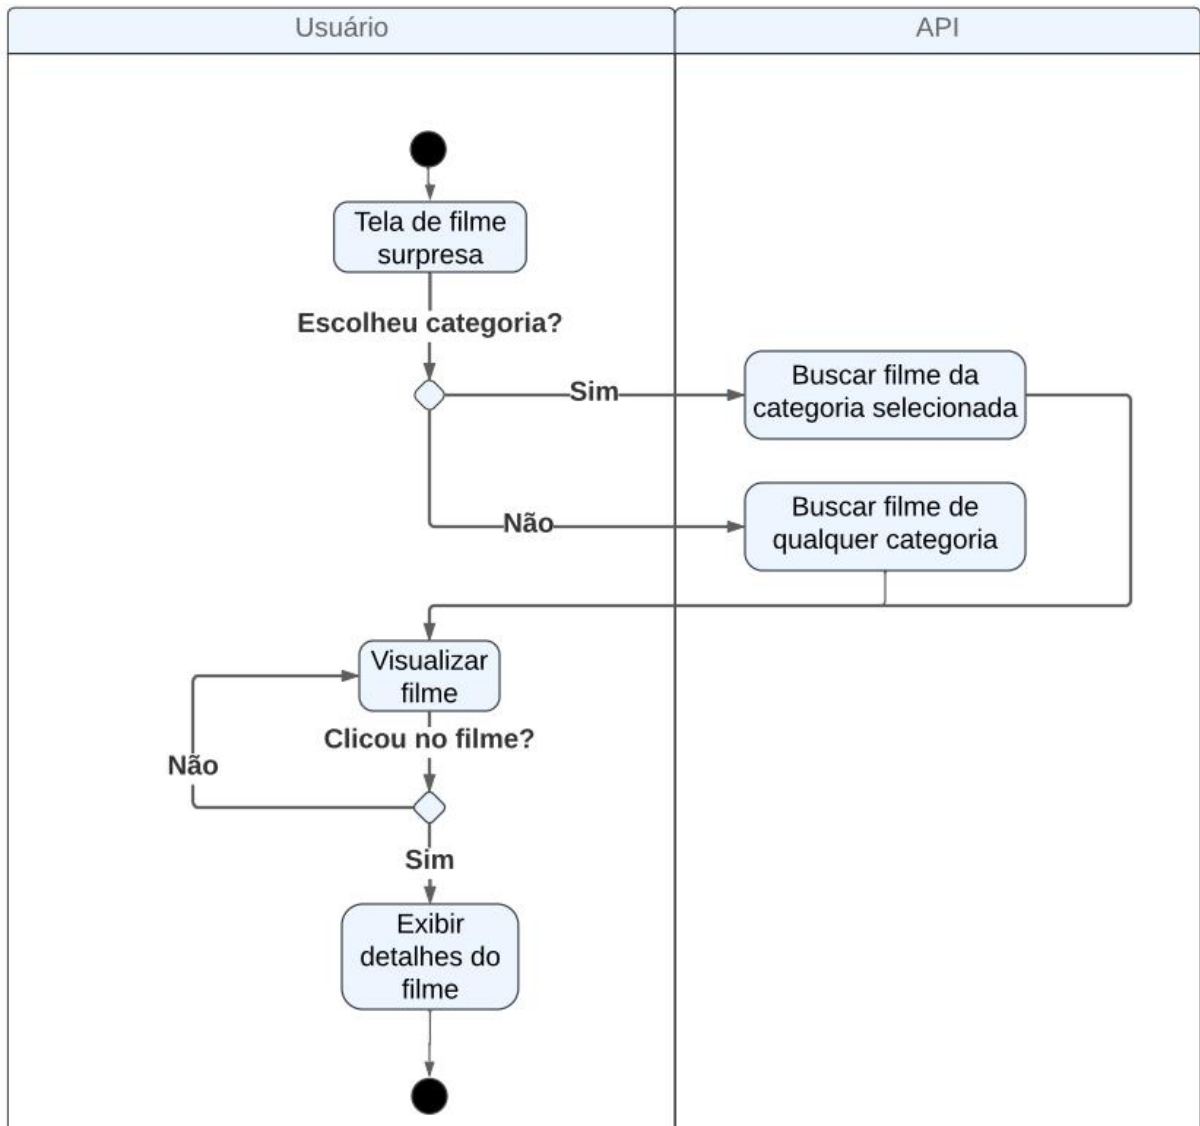 Usuário
API
Tela de filme
surpresa
Escolheu categoria?
Sim
Buscar filme da
categoria selecionada
Não
Buscar filme de
qualquer categoria
Visualizar
filme
Clicou no filme?
Não
Sim
Exibir
detalhes do
filme